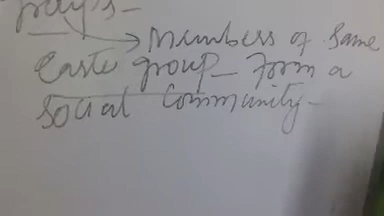 → Members of same
Caste group - form a
social community -